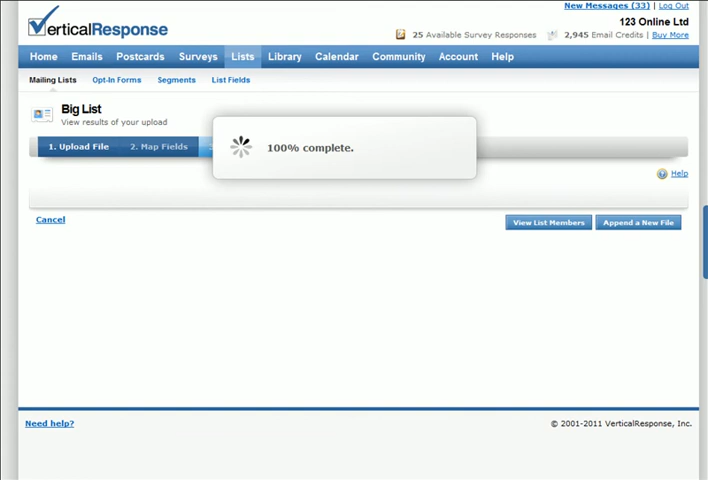 New Messages (33) | Log Out
VerticalResponse
123 Online Ltd
25 Available Survey Responses 2,945 Email Credits | Buy More
Home Emails Postcards Surveys Lists Library Calendar Community Account Help
Mailing Lists Opt-In Forms Segments List Fields
Big List
View results of your upload
1. Upload File 2. Map Fields
100% complete.
Help
Cancel
View List Members Append a New File
Need help?
© 2001-2011 VerticalResponse, Inc.